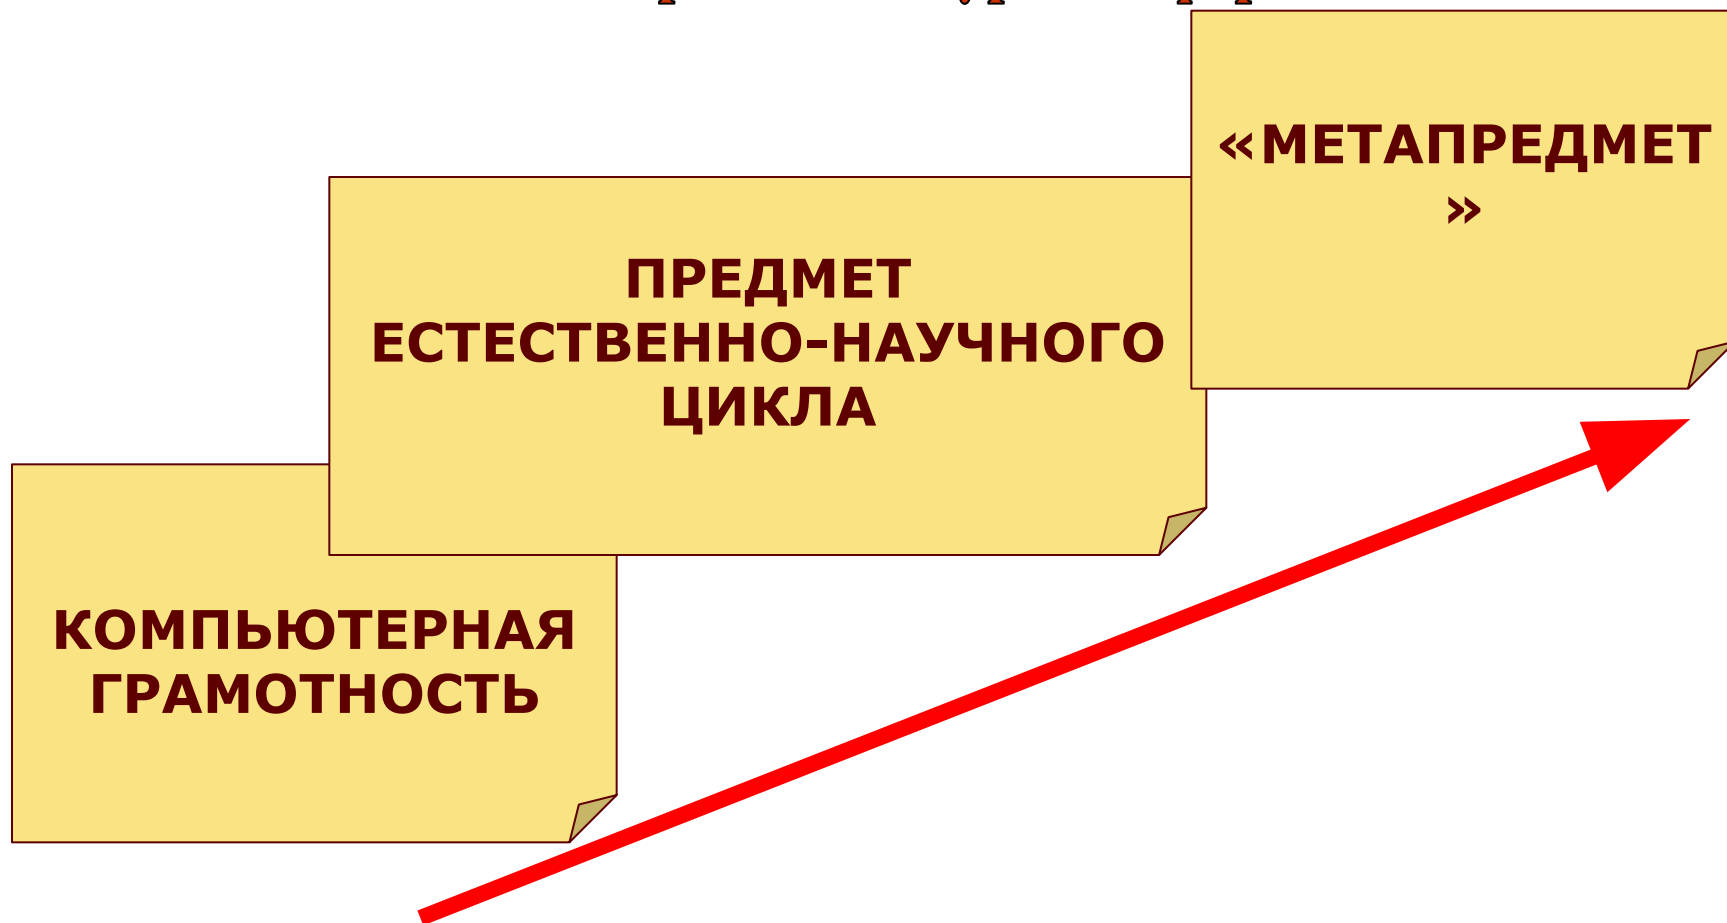 «МЕТАПРЕДМЕТ
»
ПРЕДМЕТ
ЕСТЕСТВЕННО-НАУЧНОГО
ЦИКЛА
КОМПЬЮТЕРНАЯ
ГРАМОТНОСТЬ